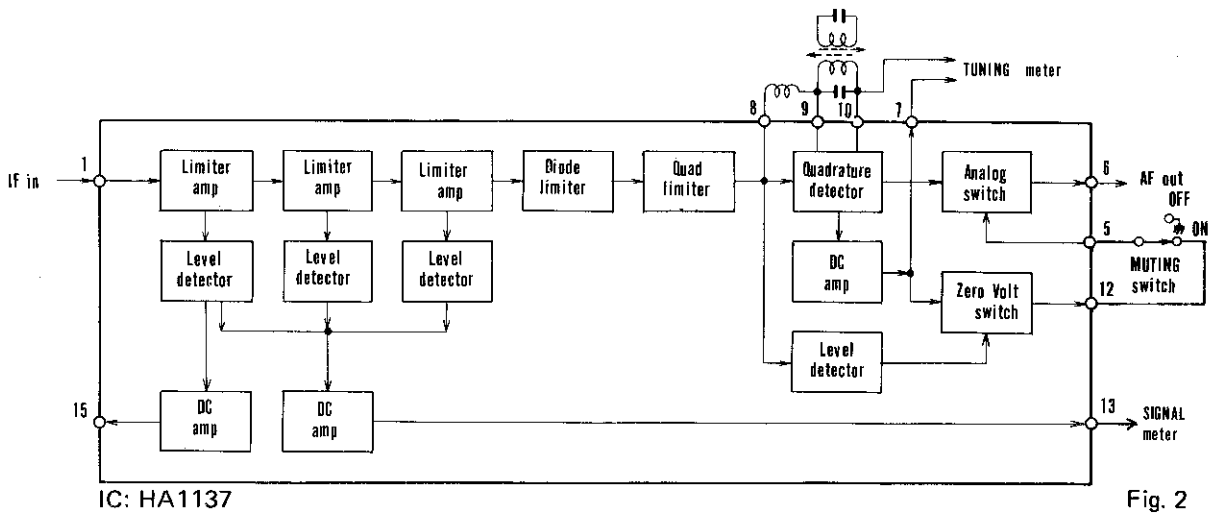 TUNING meter
8
9
10
7
1
IF in
Limiter
amp
Limiter
amp
Limiter
amp
Diode
limiter
Quad
limiter
Quadrature
detector
Analog
switch
6
AF out
OFF
ON
5
MUTING
switch
Level
detector
Level
detector
Level
detector
DC
amp
Zero Volt
switch
12
Level
detector
15
DC
amp
DC
amp
13
SIGNAL
meter
IC: HA1137
Fig. 2